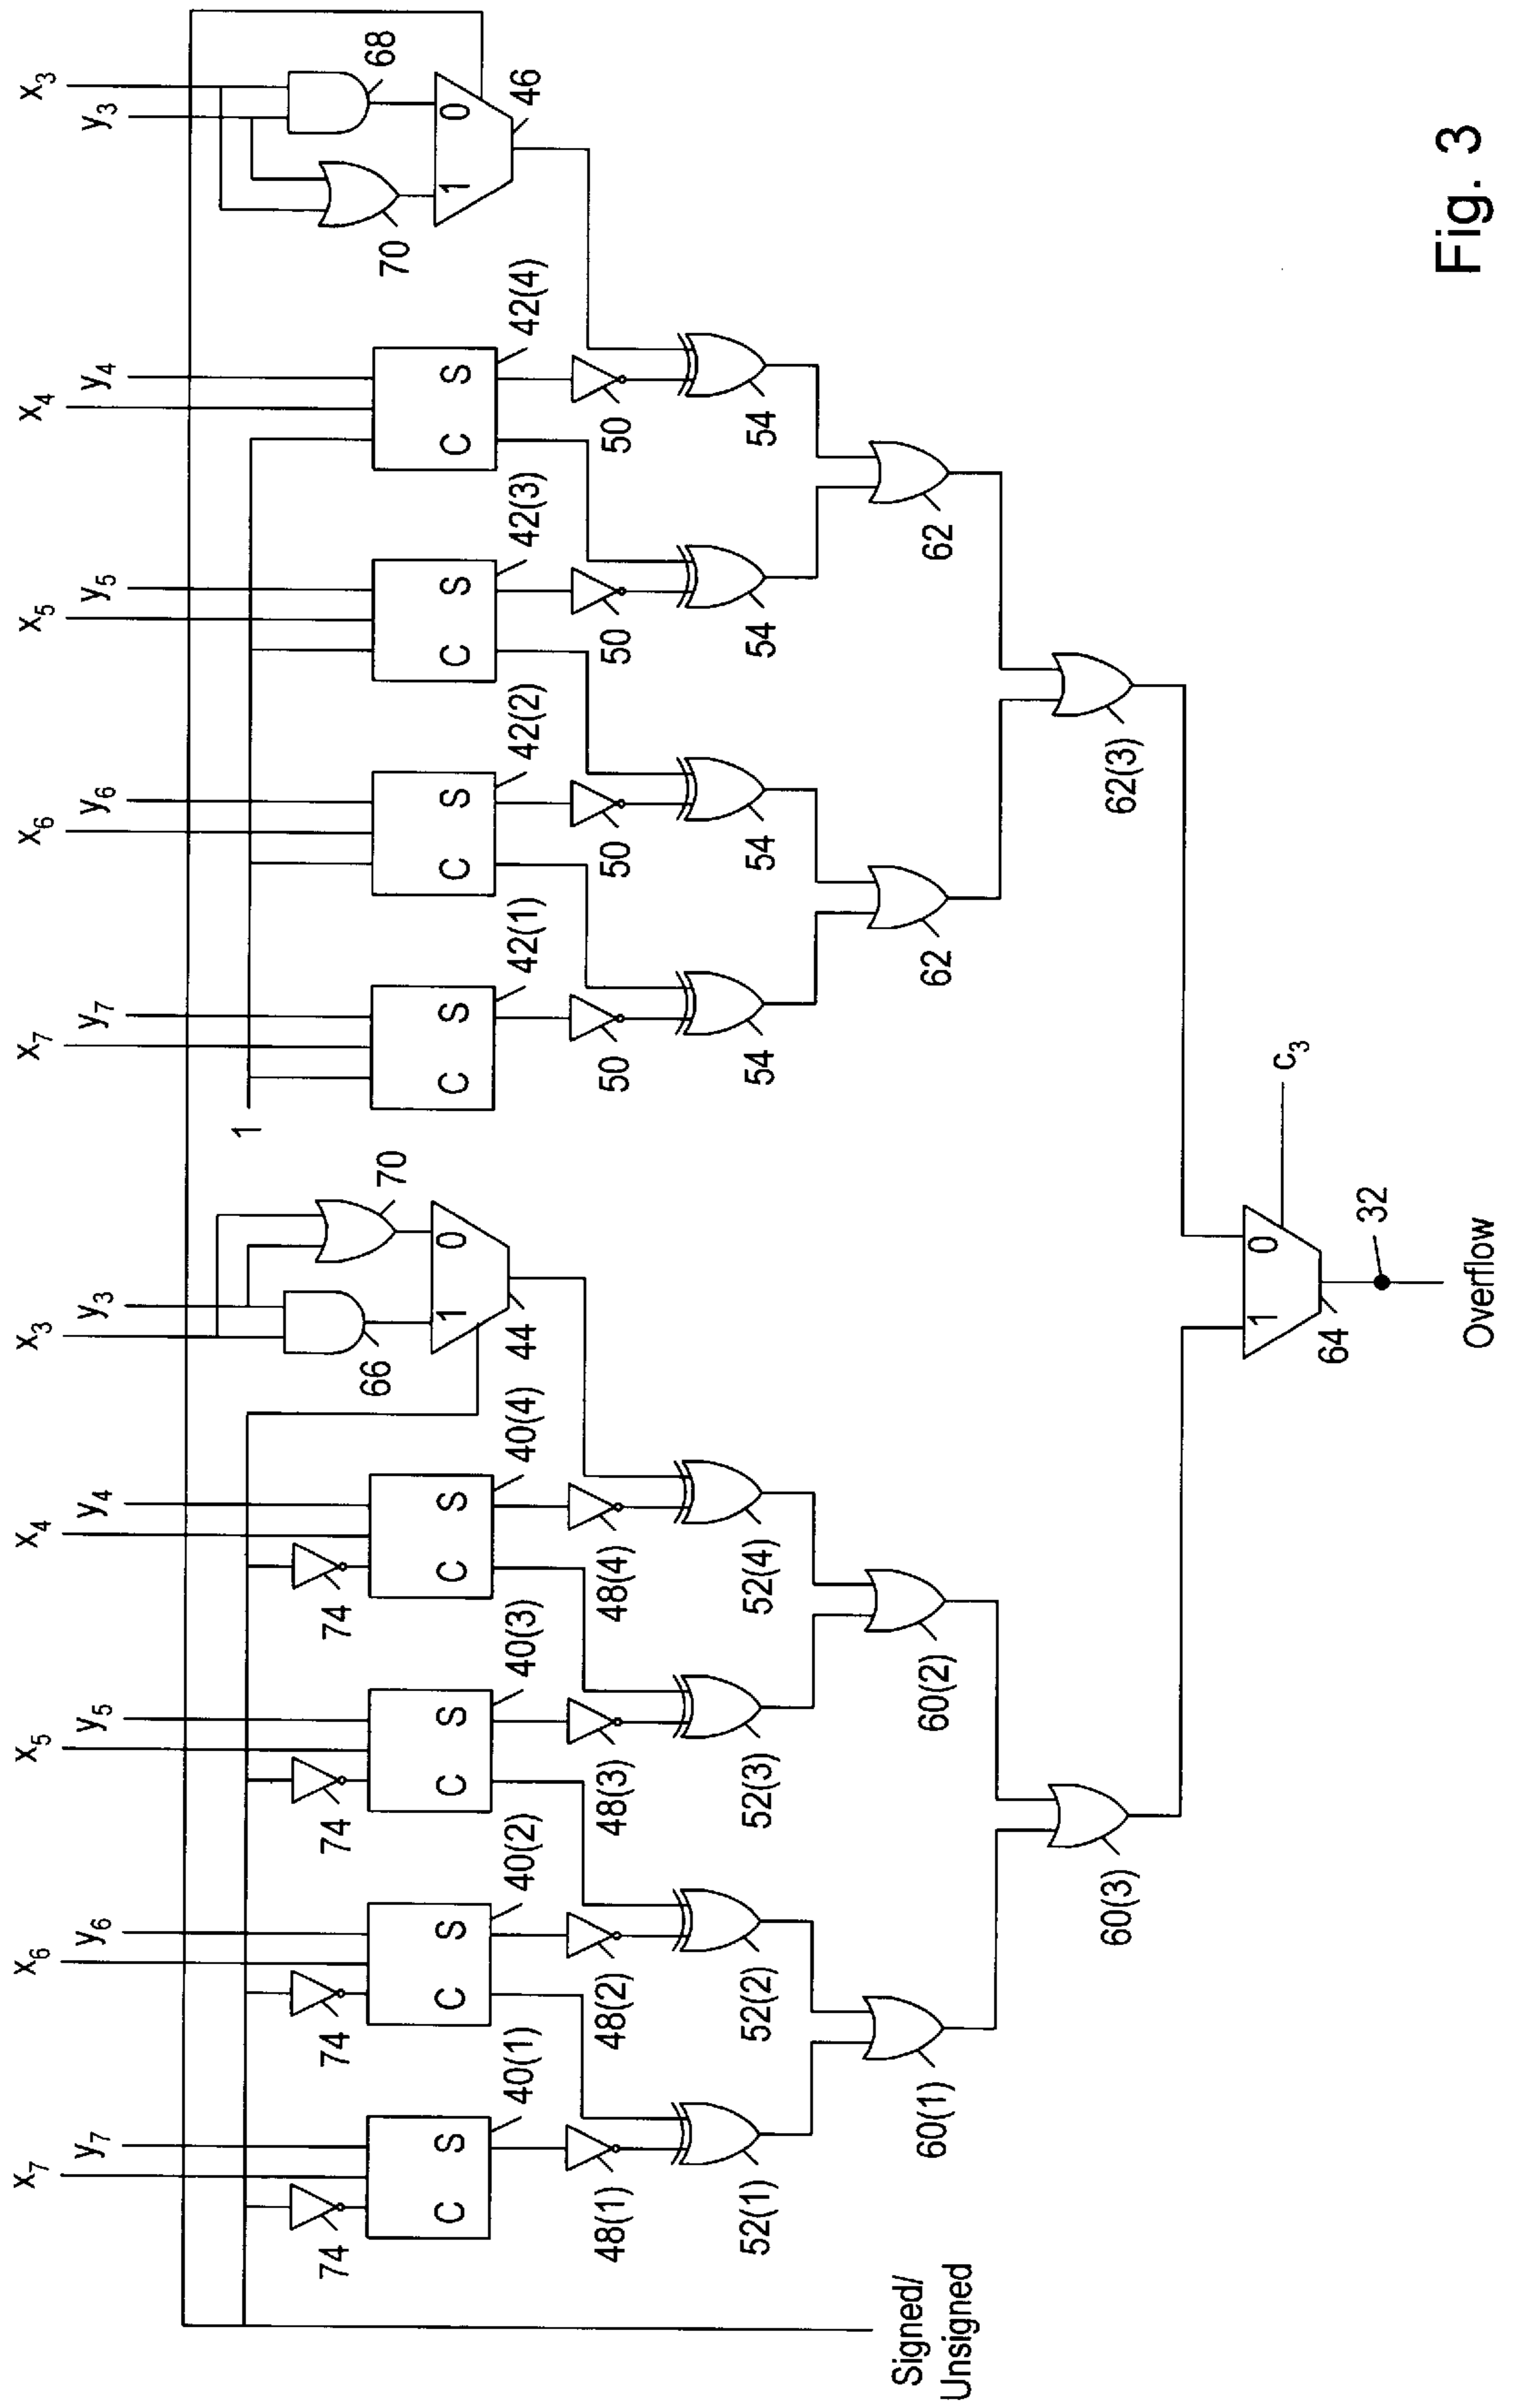 x7 y7 x6 y6 x5 y5 x4 y4 x3 y3 x7 y7 x6 y6 x5 y5 x4 y4 x3 y3
1
74 74 74 74 66 70 70 68
C S C S C S C S 1 0 C S C S C S C S 1 0
40(1) 40(2) 40(3) 40(4) 44 42(1) 42(2) 42(3) 42(4) 46
48(1) 48(2) 48(3) 48(4) 50 50 50 50
52(1) 52(2) 52(3) 52(4) 54 54 54 54
Signed/
Unsigned
60(1) 60(2) 62 62
60(3) 62(3)
1 0 c3
64 32
Overflow
Fig. 3